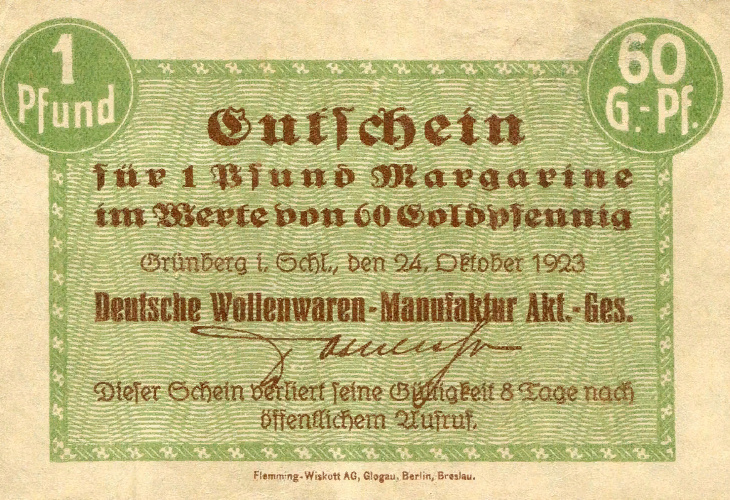 1
Pfund
60
G.-Pf.
Gutschein
für 1 Pfund Margarine
im Werte von 60 Goldpfennig
Grünberg i. Schl., den 24. Oktober 1923
Deutsche Wollenwaren-Manufaktur Akt.-Ges.
Dieser Schein verliert seine Gültigkeit 8 Tage nach
öffentlichem Aufruf.
Flemming-Wiskott AG, Glogau, Berlin, Breslau.